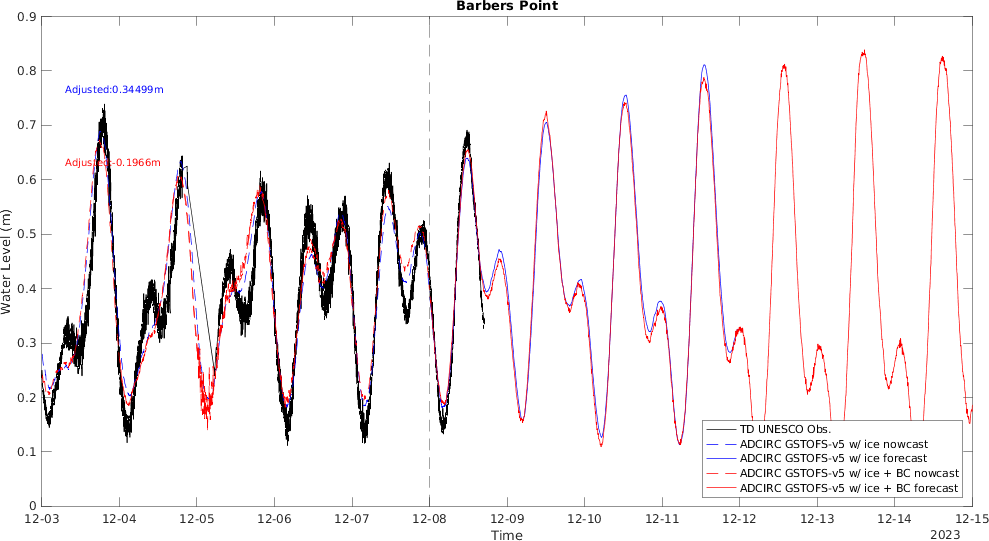 Barbers Point
0.9
0.8
0.7
0.6
0.5
0.4
0.3
0.2
0.1
0
Water Level (m)
Adjusted:0.34499m
Adjusted:-0.1966m
TD UNESCO Obs.
ADCIRC GSTOFS-v5 w/ ice nowcast
ADCIRC GSTOFS-v5 w/ ice forecast
ADCIRC GSTOFS-v5 w/ ice + BC nowcast
ADCIRC GSTOFS-v5 w/ ice + BC forecast
12-03 12-04 12-05 12-06 12-07 12-08 12-09 12-10 12-11 12-12 12-13 12-14 12-15
Time
2023